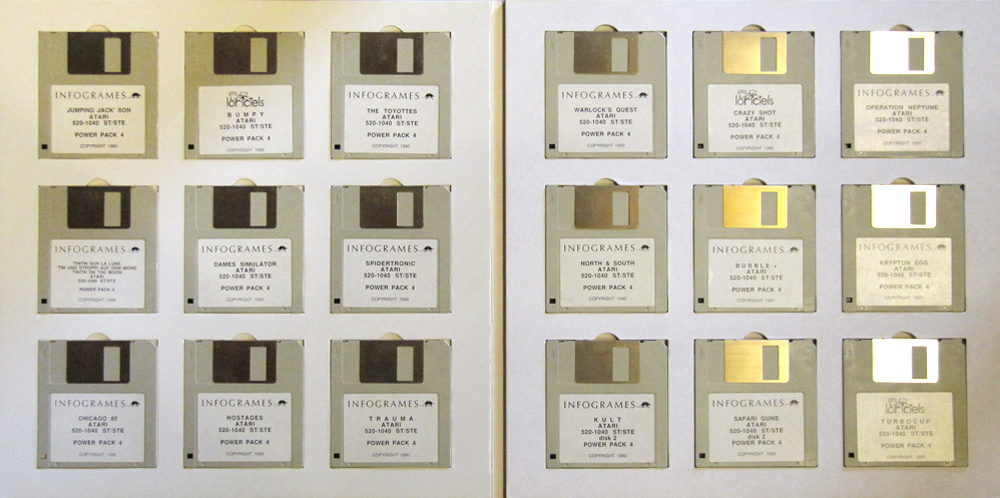 INFOGRAMES
JUMPING JACK' SON
ATARI
520-1040 ST/STE
POWER PACK 4
COPYRIGHT 1990
loriciels
B U M P Y
ATARI
520-1040 ST/STE
POWER PACK 4
COPYRIGHT 1990
INFOGRAMES
THE TOYOTTES
ATARI
520-1040 ST/STE
POWER PACK 4
COPYRIGHT 1990
INFOGRAMES
WARLOCK'S QUEST
ATARI
520-1040 ST/STE
POWER PACK 4
COPYRIGHT 1990
loriciels
CRAZY SHOT
ATARI
520-1040 ST/STE
POWER PACK 4
COPYRIGHT 1990
INFOGRAMES
OPERATION NEPTUNE
ATARI
520-1040 ST/STE
POWER PACK 4
COPYRIGHT 1990
INFOGRAMES
TINTIN SUR LA LUNE
TIM UND STRUPPI AUF DEM MOND
TINTIN ON THE MOON
ATARI
520-1040 ST/STE
POWER PACK 4
COPYRIGHT 1990
INFOGRAMES
DAMES SIMULATOR
ATARI
520-1040 ST/STE
POWER PACK 4
COPYRIGHT 1990
INFOGRAMES
SPIDERTRONIC
ATARI
520-1040 ST/STE
POWER PACK 4
COPYRIGHT 1990
INFOGRAMES
NORTH & SOUTH
ATARI
520-1040 ST/STE
POWER PACK 4
COPYRIGHT 1990
INFOGRAMES
B U B B L E +
ATARI
520-1040 ST/STE
POWER PACK 4
COPYRIGHT 1990
INFOGRAMES
KRYPTON EGG
ATARI
520-1040 ST/STE
POWER PACK 4
COPYRIGHT 1990
INFOGRAMES
CHICAGO 90
ATARI
520-1040 ST/STE
POWER PACK 4
COPYRIGHT 1990
INFOGRAMES
HOSTAGES
ATARI
520-1040 ST/STE
POWER PACK 4
COPYRIGHT 1990
INFOGRAMES
T R A U M A
ATARI
520-1040 ST/STE
POWER PACK 4
COPYRIGHT 1990
INFOGRAMES
K U L T
ATARI
520-1040 ST/STE
disk 2
POWER PACK 4
COPYRIGHT 1990
INFOGRAMES
SAFARI GUNS
ATARI
520-1040 ST/STE
disk 2
POWER PACK 4
COPYRIGHT 1990
loriciels
T U R B O C U P
ATARI
520-1040 ST/STE
POWER PACK 4
COPYRIGHT 1990